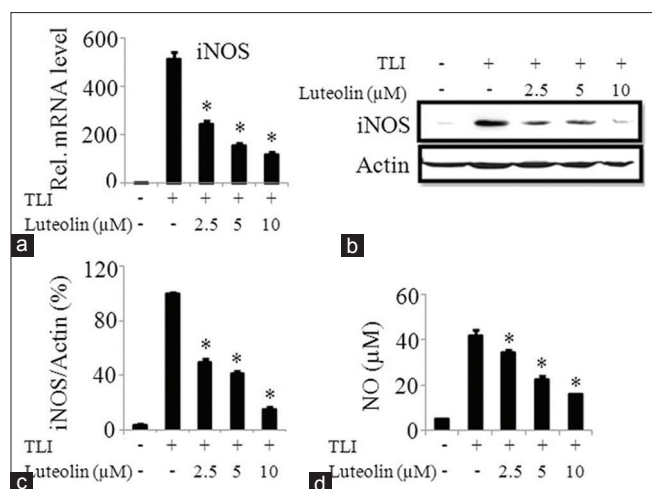 600
400
200
0
Rel. mRNA level
iNOS
* * *
TLI - + + + +
Luteolin (µM) - - 2.5 5 10
a
TLI - + + + +
Luteolin (µM) - - 2.5 5 10
iNOS
Actin
b
120
80
40
0
iNOS/Actin (%)
* * *
TLI - + + + +
Luteolin (µM) - - 2.5 5 10
c
60
40
20
0
NO (µM)
* * *
TLI - + + + +
Luteolin (µM) - - 2.5 5 10
d